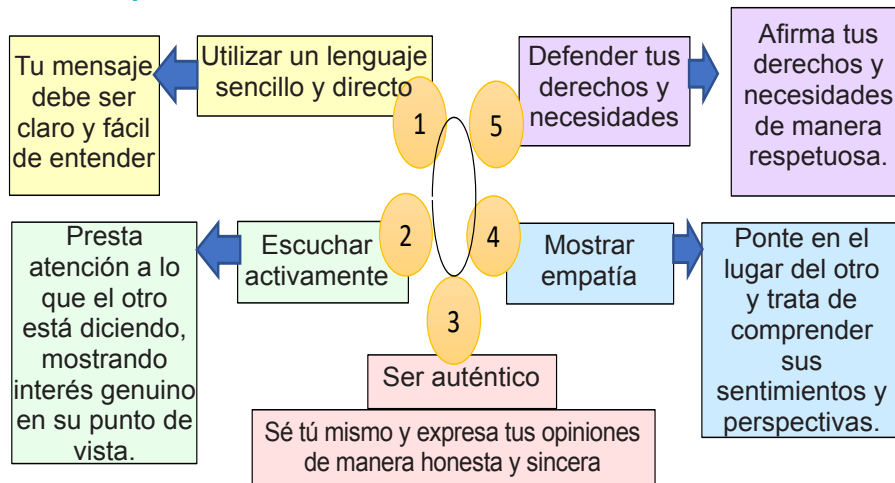 Utilizar un lenguaje
sencillo y directo
1
Tu mensaje
debe ser
claro y fácil
de entender
Escuchar
activamente
2
Presta
atención a lo
que el otro
está diciendo,
mostrando
interés genuino
en su punto de
vista.
3
Ser auténtico
Sé tú mismo y expresa tus opiniones
de manera honesta y sincera
4
Mostrar
empatía
Ponte en el
lugar del otro
y trata de
comprender
sus
sentimientos y
perspectivas.
5
Defender tus
derechos y
necesidades
Afirma tus
derechos y
necesidades
de manera
respetuosa.